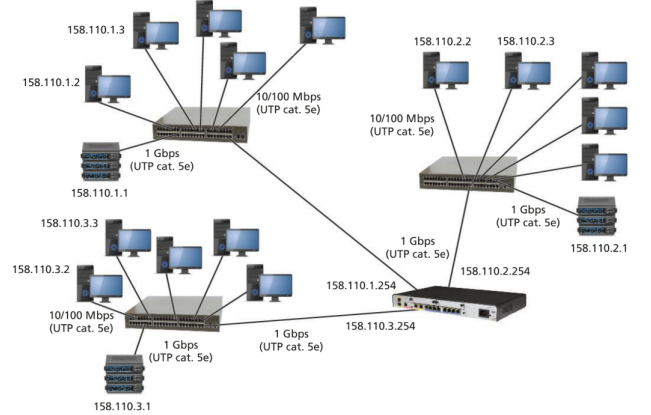 158.110.1.3
158.110.1.2
10/100 Mbps
(UTP cat. 5e)
1 Gbps
(UTP cat. 5e)
158.110.1.1
158.110.2.2
158.110.2.3
10/100 Mbps
(UTP cat. 5e)
1 Gbps
(UTP cat. 5e)
158.110.2.1
1 Gbps
(UTP cat. 5e)
158.110.2.254
158.110.1.254
158.110.3.254
158.110.3.3
158.110.3.2
10/100 Mbps
(UTP cat. 5e)
1 Gbps
(UTP cat. 5e)
1 Gbps
(UTP cat. 5e)
158.110.3.1